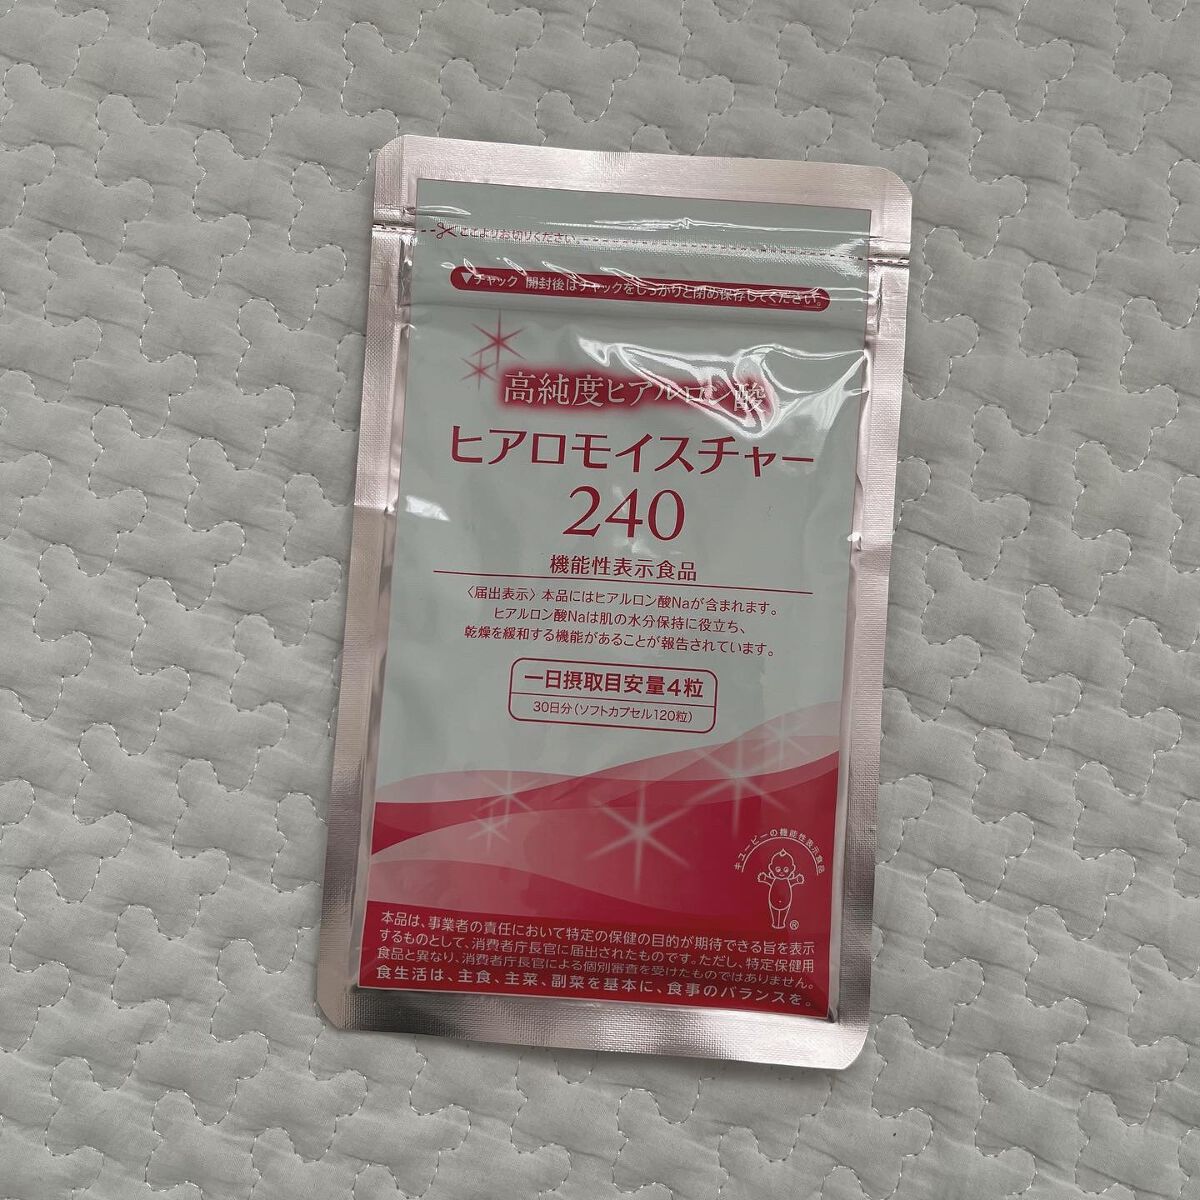 ここよりお切りください。
▼チャック 開封後はチャックをしっかりと閉め保存してください。
高純度ヒアルロン酸
ヒアロモイスチャー
240
機能性表示食品
〈届出表示〉本品にはヒアルロン酸Naが含まれます。
ヒアルロン酸Naは肌の水分保持に役立ち、
乾燥を緩和する機能があることが報告されています。
一日摂取目安量4粒
30日分(ソフトカプセル120粒)
キユーピーの機能性表示食品
®
本品は、事業者の責任において特定の保健の目的が期待できる旨を表示
するものとして、消費者庁長官に届出されたものです。ただし、特定保健用
食品と異なり、消費者庁長官による個別審査を受けたものではありません。
食生活は、主食、主菜、副菜を基本に、食事のバランスを。